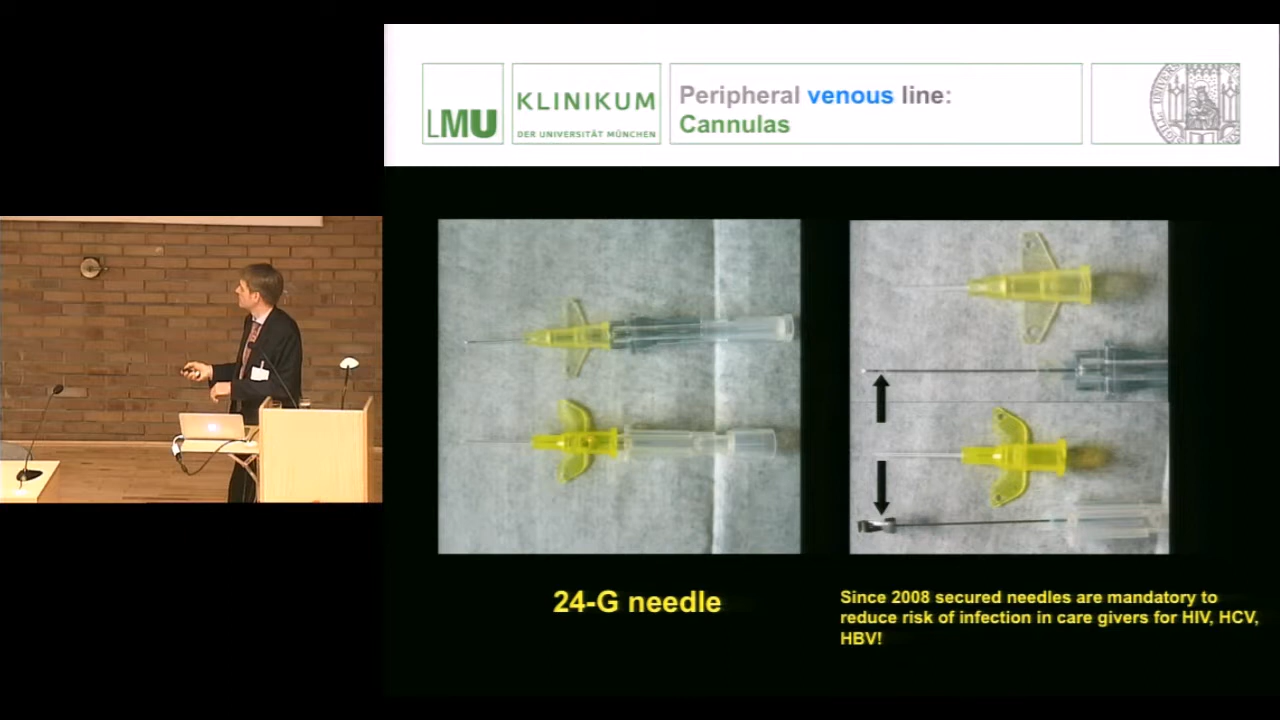 LMU
KLINIKUM
DER UNIVERSITÄT MÜNCHEN
Peripheral venous line:
Cannulas
24-G needle
Since 2008 secured needles are mandatory to
reduce risk of infection in care givers for HIV, HCV,
HBV!